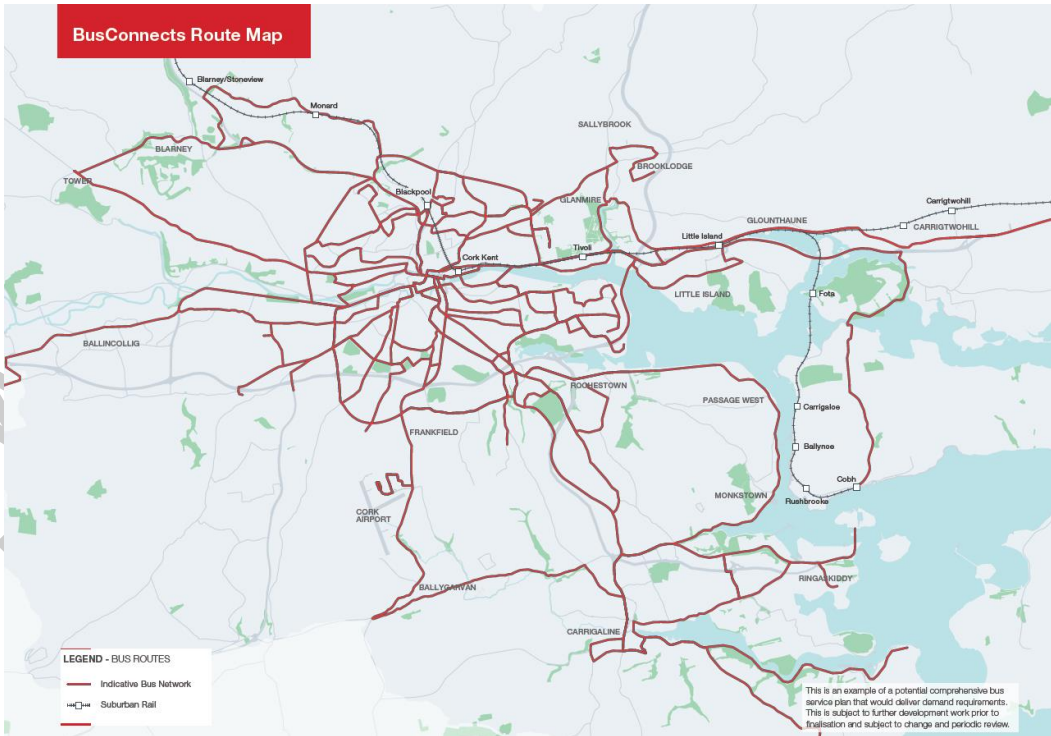 BusConnects Route Map
Blarney/Stoneview
Monard
SALLYBROOK
BLARNEY
BROOKLODGE
TOWER
Blackpool
GLANMIRE
Carrigtwohill
GLOUNTHAUNE
CARRIGTWOHILL
Little Island
Tivoli
Cork Kent
LITTLE ISLAND
Fota
BALLINCOLLIG
ROCHESTOWN
PASSAGE WEST
Carrigaloe
FRANKFIELD
Ballynoe
Cobh
MONKSTOWN
Rushbrooke
CORK
AIRPORT
RINGASKIDDY
BALLYGARVAN
CARRIGALINE
LEGEND - BUS ROUTES
Indicative Bus Network
Suburban Rail
This is an example of a potential comprehensive bus
service plan that would deliver demand requirements.
This is subject to further development work prior to
finalisation and subject to change and periodic review.